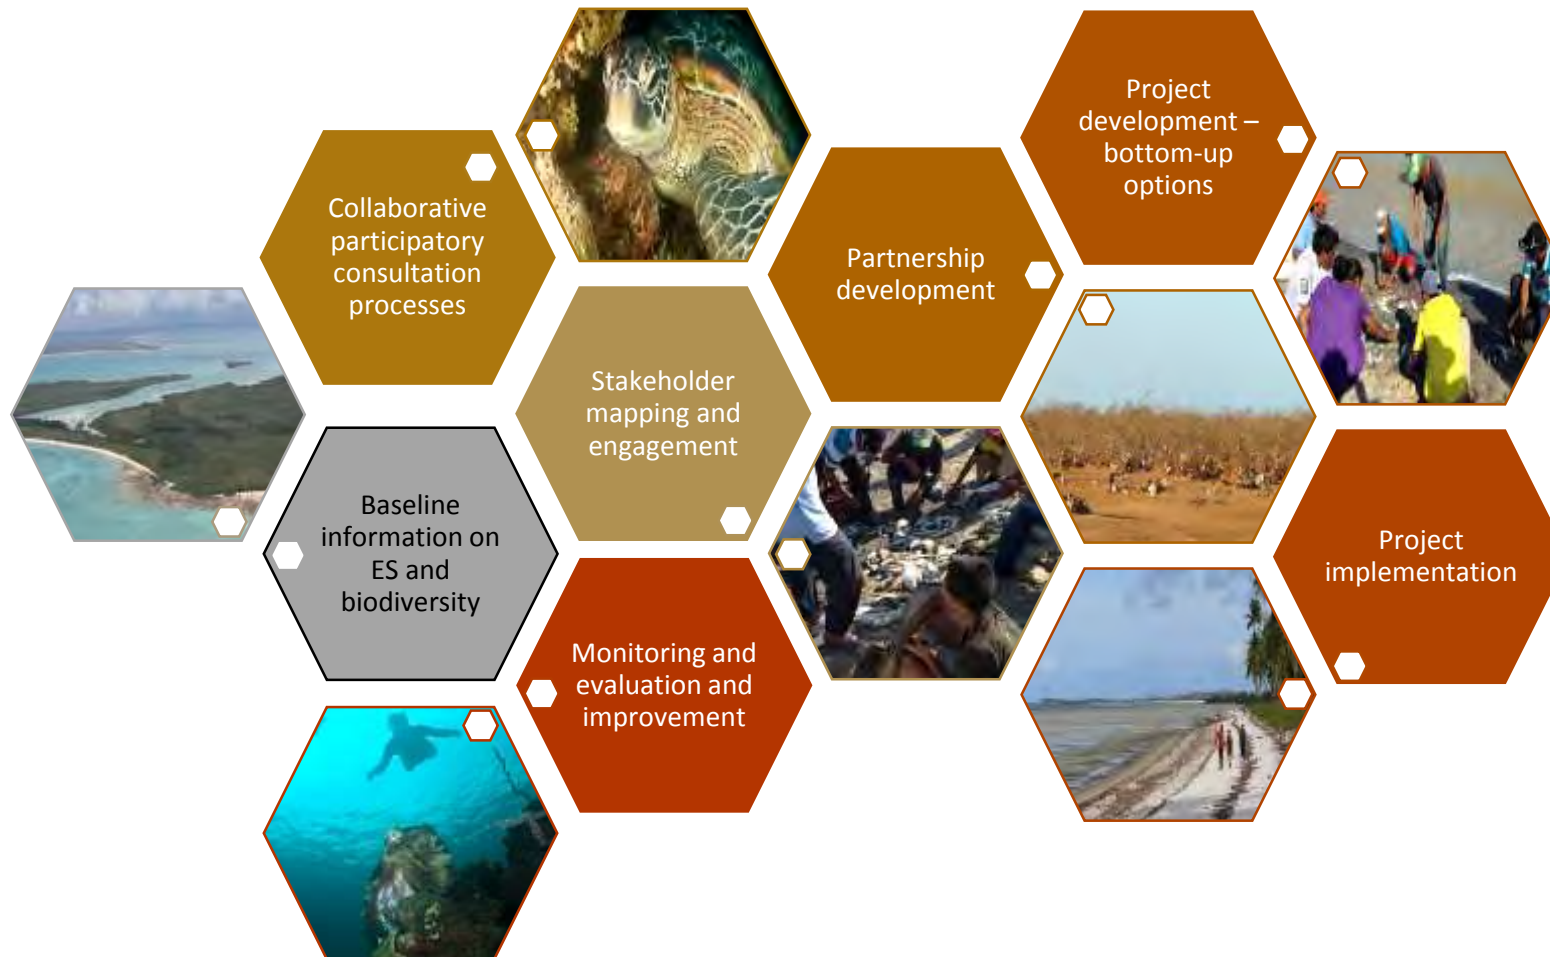 Project
development –
bottom-up
options
Collaborative
participatory
consultation
processes
Partnership
development
Stakeholder
mapping and
engagement
Baseline
information on
ES and
biodiversity
Project
implementation
Monitoring and
evaluation and
improvement